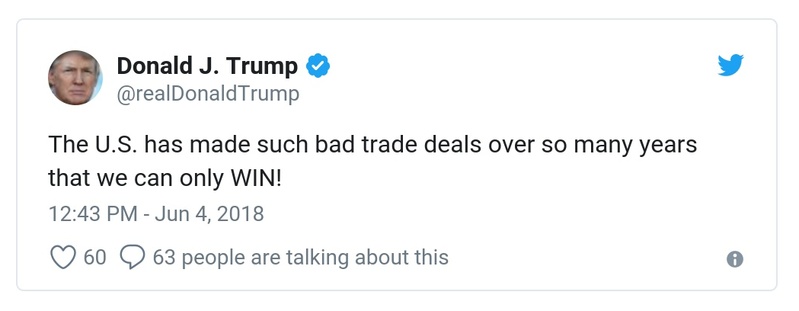 Donald J. Trump
@realDonaldTrump
The U.S. has made such bad trade deals over so many years
that we can only WIN!
12:43 PM - Jun 4, 2018
60 63 people are talking about this